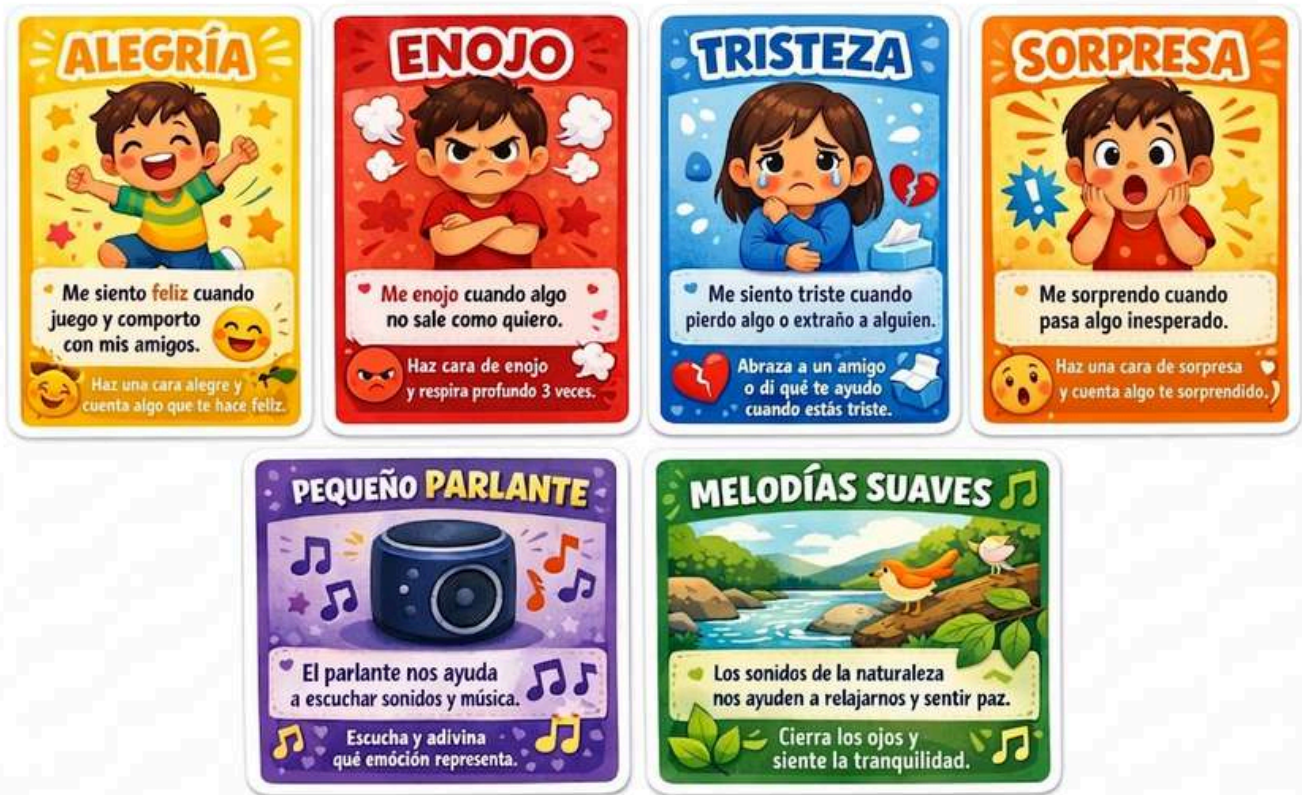 ALEGRÍA
Me siento feliz cuando
juego y comporto
con mis amigos.
Haz una cara alegre y
cuenta algo que te hace feliz.
ENOJO
Me enojo cuando algo
no sale como quiero.
Haz cara de enojo
y respira profundo 3 veces.
TRISTEZA
Me siento triste cuando
pierdo algo o extraño a alguien.
Abraza a un amigo
o di qué te ayudo
cuando estás triste.
SORPRESA
!
Me sorprendo cuando
pasa algo inesperado.
Haz una cara de sorpresa
y cuenta algo te sorprendido.
PEQUEÑO PARLANTE
El parlante nos ayuda
a escuchar sonidos y música.
Escucha y adivina
qué emóción representa.
MELODÍAS SUAVES
Los sonidos de la naturaleza
nos ayuden a relajarnos y sentir paz.
Cierra los ojos y
siente la tranquilidad.